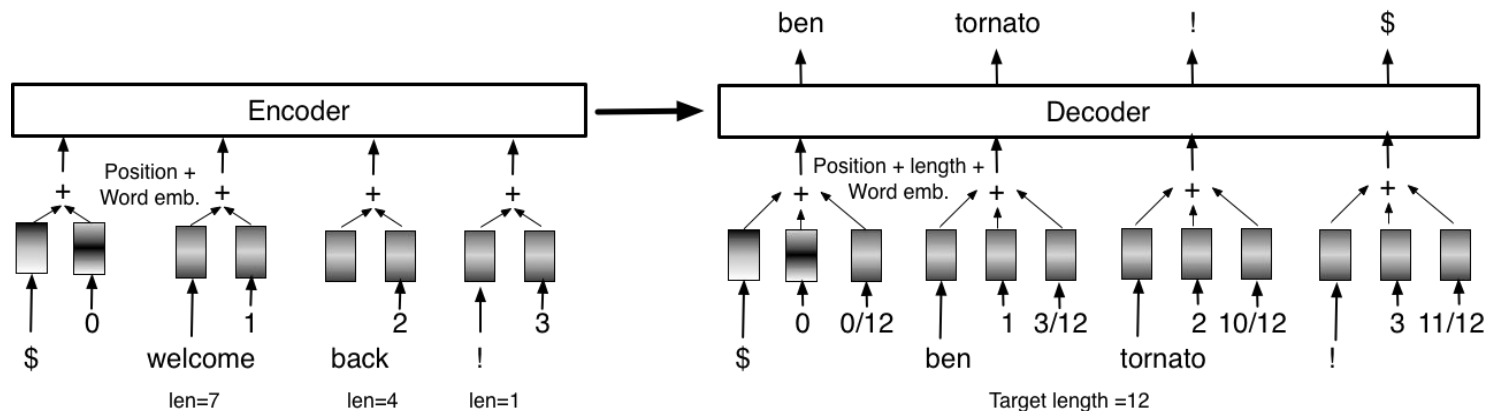 ben tornato ! $
Encoder
Decoder
Position +
Word emb.
Position + length +
Word emb.
+ + + +
+ + + +
0 1 2 3
0 0/12 1 3/12 2 10/12 3 11/12
$ welcome back !
$ ben tornato !
len=7 len=4 len=1
Target length =12